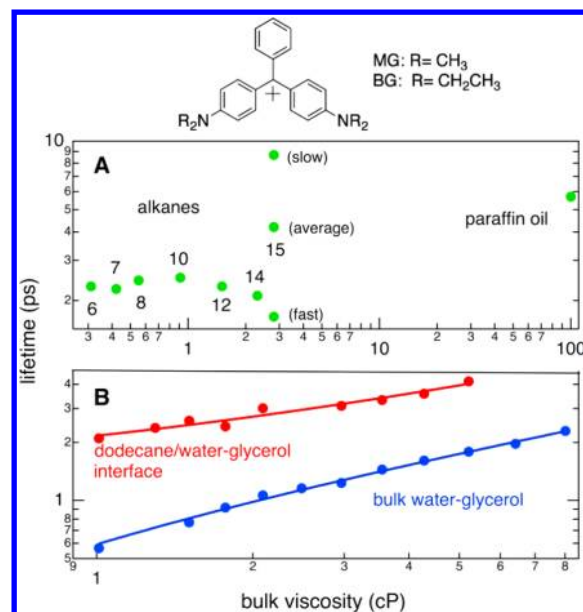 MG: R= CH3
BG: R= CH2CH3
R2N
NR2
A
alkanes
(slow)
(average)
(fast)
paraffin oil
6
7
8
10
12
14
15
10
9
8
7
6
5
4
3
2
3 4 5 6 7 1 2 3 4 5 6 7 10 2 3 4 5 6 7 100
lifetime (ps)
B
dodecane/water-glycerol
interface
bulk water-glycerol
4
3
2
1
9
8
7
6
5
9 1 2 3 4 5 6 7 8
bulk viscosity (cP)